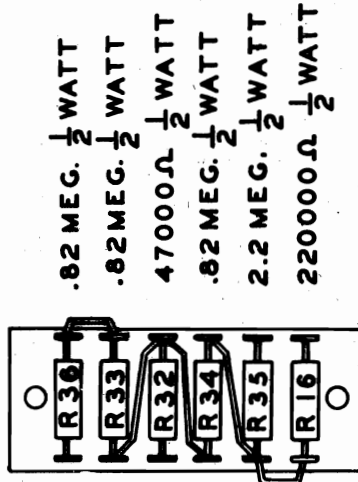 .82 MEG. 1/2 WATT
.82 MEG. 1/2 WATT
47000Ω 1/2 WATT
.82 MEG. 1/2 WATT
2.2 MEG. 1/2 WATT
220000Ω 1/2 WATT
R36
R33
R32
R34
R35
R16